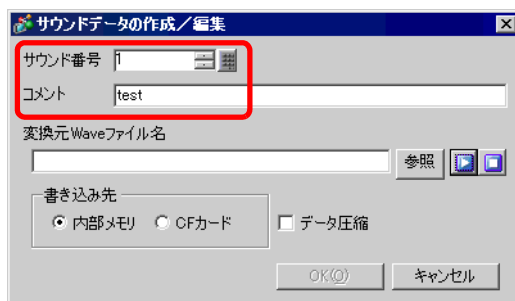 サウンドデータの作成／編集
サウンド番号 1
コメント test
変換元Waveファイル名
参照
書き込み先
内部メモリ CFカード データ圧縮
OK(O) キャンセル